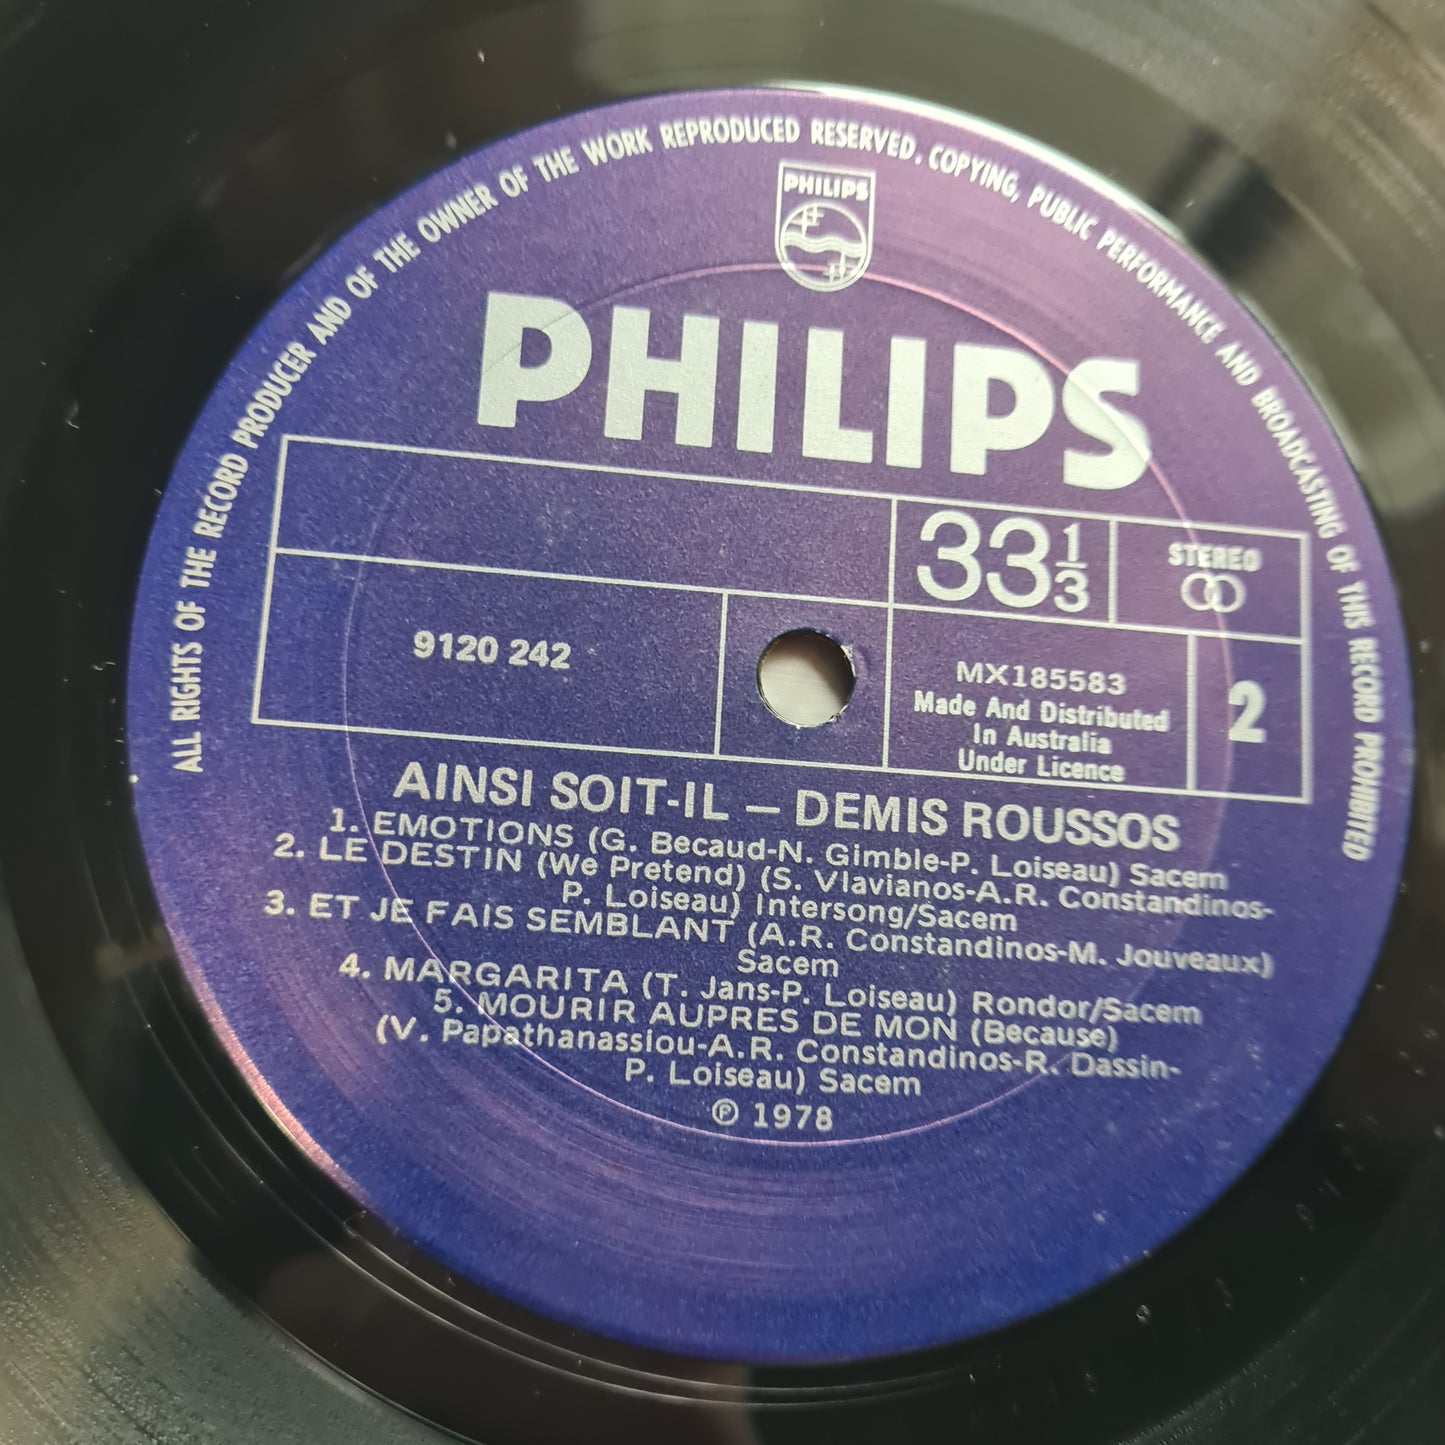 ALL RIGHTS OF THE RECORD PRODUCER AND OF THE OWNER OF THE WORK REPRODUCED RESERVED. COPYING, PUBLIC PERFORMANCE AND BROADCASTING OF THIS RECORD PROHIBITED
PHILIPS
PHILIPS
33 1/3
STEREO
9120 242
MX185583
Made And Distributed
In Australia
Under Licence
2
AINSI SOIT-IL — DEMIS ROUSSOS
1. EMOTIONS (G. Becaud-N. Gimble-P. Loiseau) Sacem
2. LE DESTIN (We Pretend) (S. Vlavianos-A.R. Constandinos-
P. Loiseau) Intersong/Sacem
3. ET JE FAIS SEMBLANT (A.R. Constandinos-M. Jouveaux)
Sacem
4. MARGARITA (T. Jans-P. Loiseau) Rondor/Sacem
5. MOURIR AUPRES DE MON (Because)
(V. Papathanassiou-A.R. Constandinos-R. Dassin-
P. Loiseau) Sacem
℗ 1978